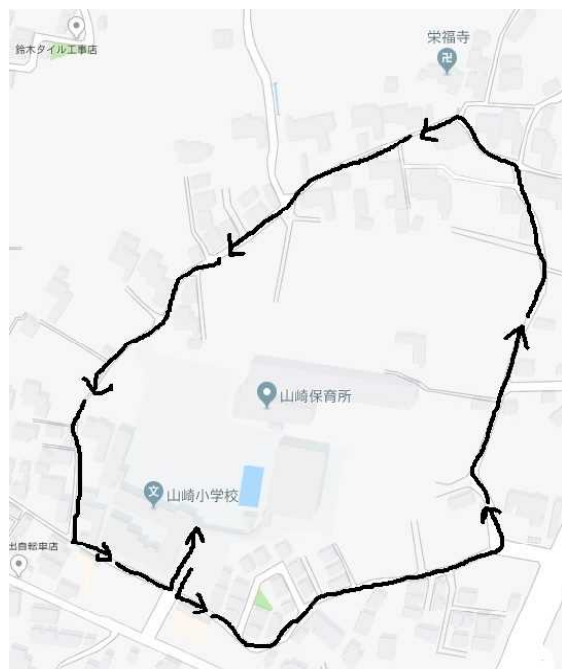 栄福寺
鈴木タイル工事店
山崎保育所
山崎小学校
出自転車店